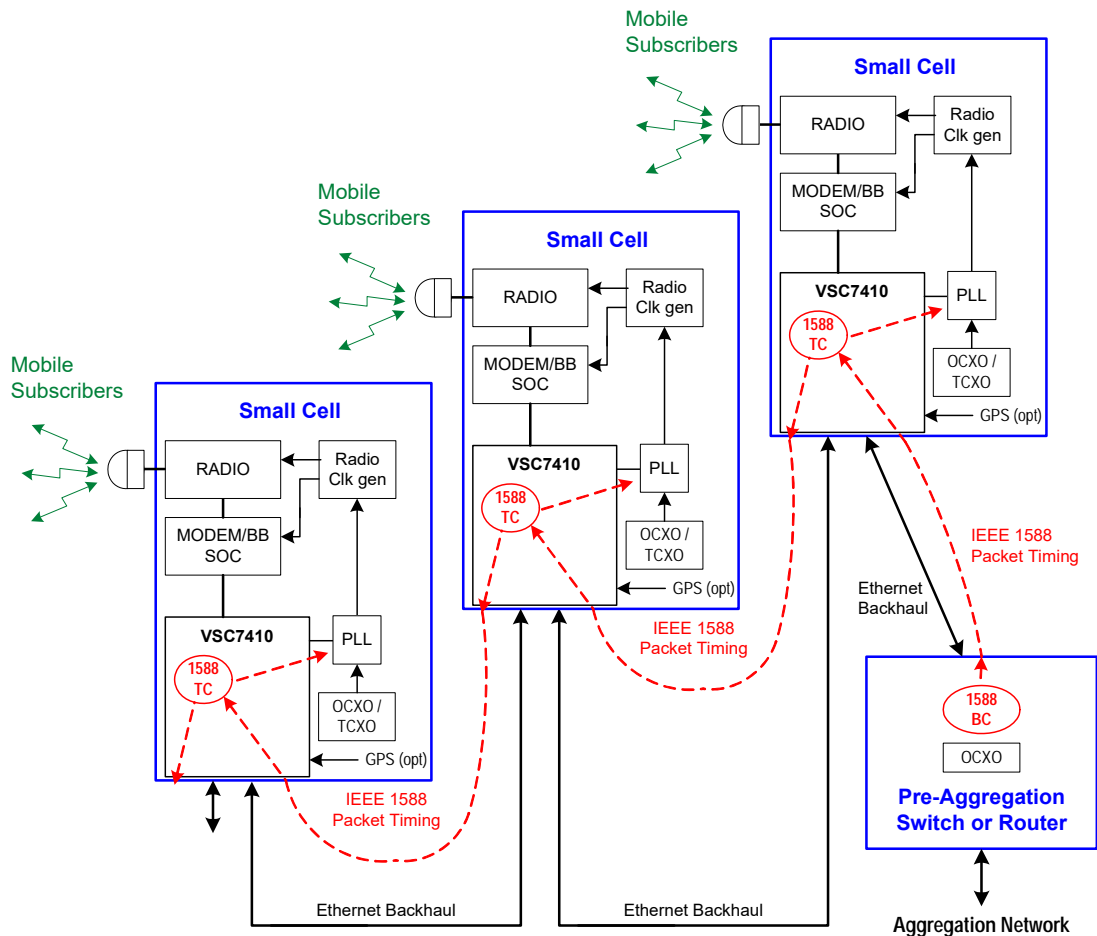 Mobile
Subscribers
Small Cell
RADIO
Radio
Clk gen
MODEM/BB
SOC
VSC7410
PLL
1588
TC
OCXO /
TCXO
GPS (opt)
Mobile
Subscribers
Small Cell
RADIO
Radio
Clk gen
MODEM/BB
SOC
VSC7410
PLL
1588
TC
OCXO /
TCXO
GPS (opt)
Mobile
Subscribers
Small Cell
RADIO
Radio
Clk gen
MODEM/BB
SOC
VSC7410
PLL
1588
TC
OCXO /
TCXO
GPS (opt)
IEEE 1588
Packet Timing
IEEE 1588
Packet Timing
IEEE 1588
Packet Timing
Ethernet
Backhaul
1588
BC
OCXO
Pre-Aggregation
Switch or Router
Ethernet Backhaul
Ethernet Backhaul
Aggregation Network